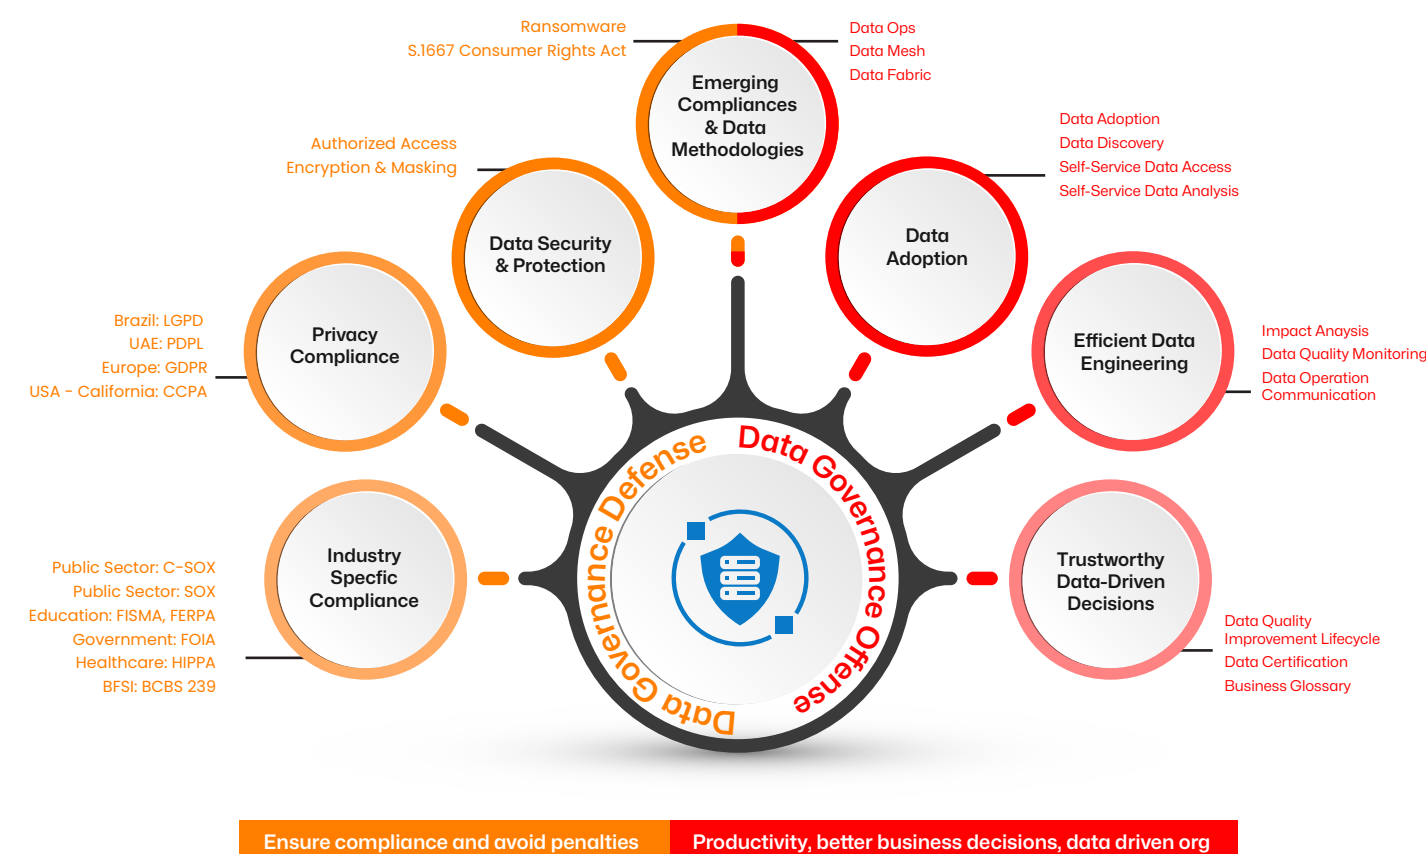 Ransomware
S.1667 Consumer Rights Act
Data Ops
Data Mesh
Data Fabric
Emerging
Compliances
& Data
Methodologies
Authorized Access
Encryption & Masking
Data Security
& Protection
Data Adoption
Data Discovery
Self-Service Data Access
Self-Service Data Analysis
Data
Adoption
Brazil: LGPD
UAE: PDPL
Europe: GDPR
USA - California: CCPA
Privacy
Compliance
Efficient Data
Engineering
Impact Anaysis
Data Quality Monitoring
Data Operation
Communication
Data Governance Defense
Data Governance Offense
Public Sector: C-SOX
Public Sector: SOX
Education: FISMA, FERPA
Government: FOIA
Healthcare: HIPPA
BFSI: BCBS 239
Industry
Specfic
Compliance
Trustworthy
Data-Driven
Decisions
Data Quality
Improvement Lifecycle
Data Certification
Business Glossary
Ensure compliance and avoid penalties
Productivity, better business decisions, data driven org